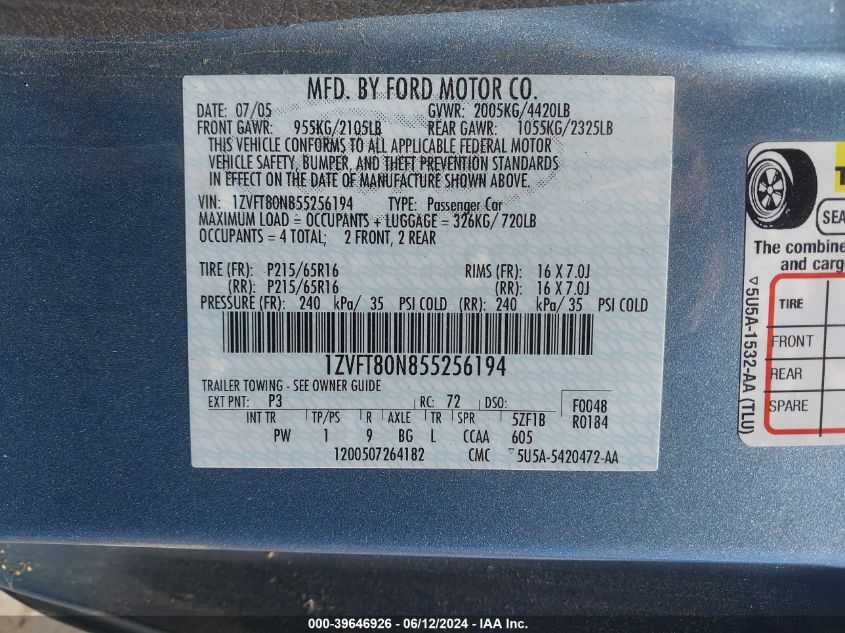 MFD. BY FORD MOTOR CO.
DATE: 07/05 GVWR: 2005KG/4420LB
FRONT GAWR: 955KG/2105LB REAR GAWR: 1055KG/2325LB
THIS VEHICLE CONFORMS TO ALL APPLICABLE FEDERAL MOTOR
VEHICLE SAFETY, BUMPER, AND THEFT PREVENTION STANDARDS
IN EFFECT ON THE DATE OF MANUFACTURE SHOWN ABOVE.
VIN: 1ZVFT80N855256194 TYPE: Passenger Car
MAXIMUM LOAD = OCCUPANTS + LUGGAGE = 326KG/720LB
OCCUPANTS = 4 TOTAL; 2 FRONT, 2 REAR
TIRE (FR): P215/65R16 RIMS (FR): 16 X 7.0J
(RR): P215/65R16 (RR): 16 X 7.0J
PRESSURE (FR): 240 kPa/ 35 PSI COLD (RR): 240 kPa/ 35 PSI COLD
1ZVFT80N855256194
TRAILER TOWING - SEE OWNER GUIDE
EXT PNT: P3 RC: 72 DSO: F0048
INT TR TP/PS R AXLE TR SPR 5ZF1B R0184
PW 1 9 BG L CCAA 605
1200507264182 CMC ▽5U5A-5420472-AA
SEA
The combine
and carg
TIRE
FRONT
REAR
SPARE
▽5U5A-1532-AA (TLU)
000-39646926 - 06/12/2024 - IAA Inc.